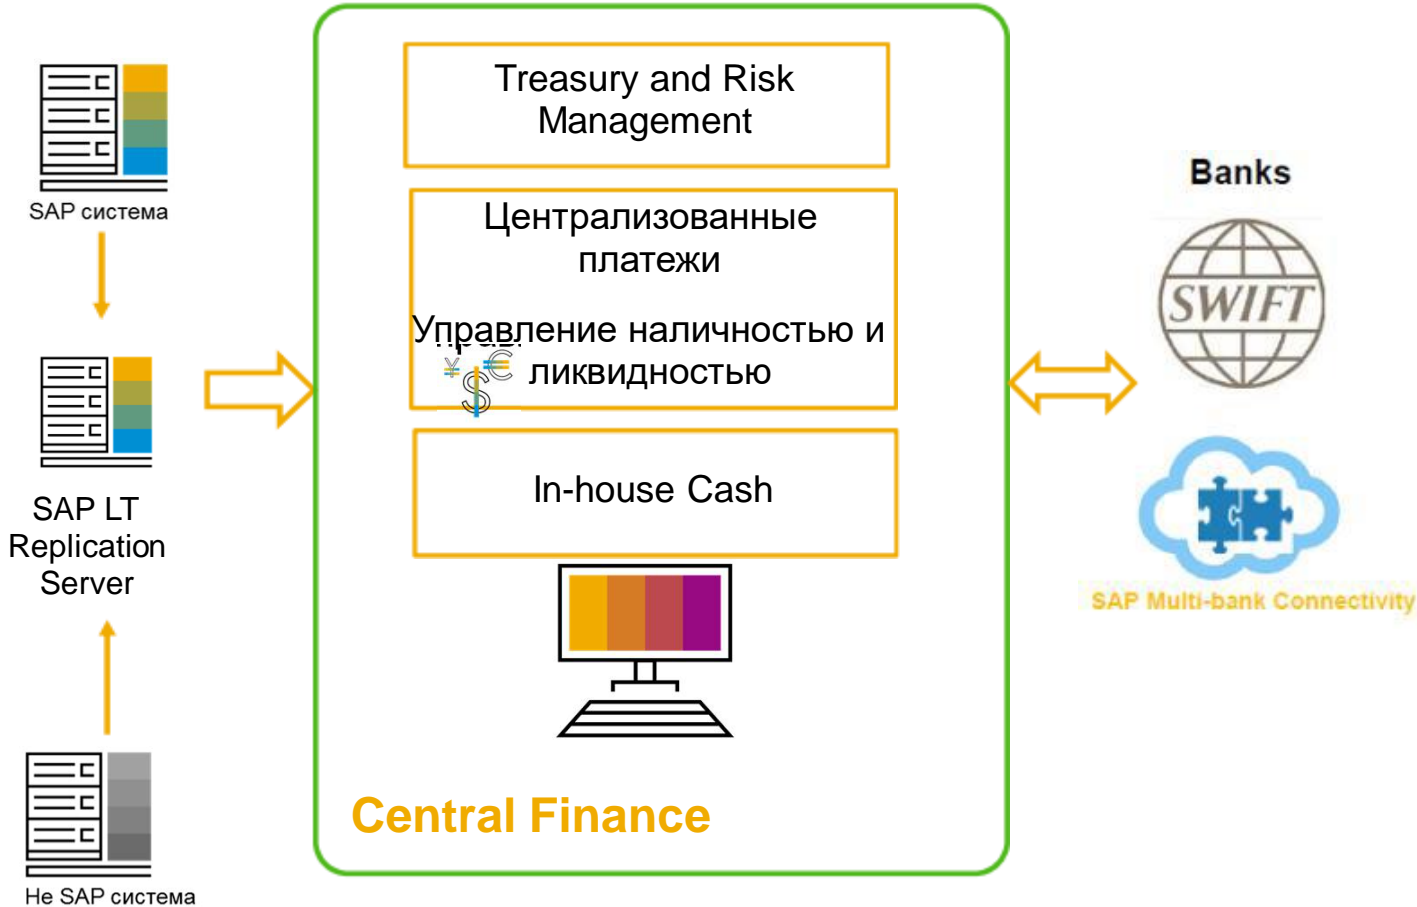 SAP система
SAP LT
Replication
Server
Не SAP система
Treasury and Risk
Management
Централизованные
платежи
Управление наличностью и
ликвидностью
In-house Cash
Central Finance
Banks
SWIFT
SAP Multi-bank Connectivity